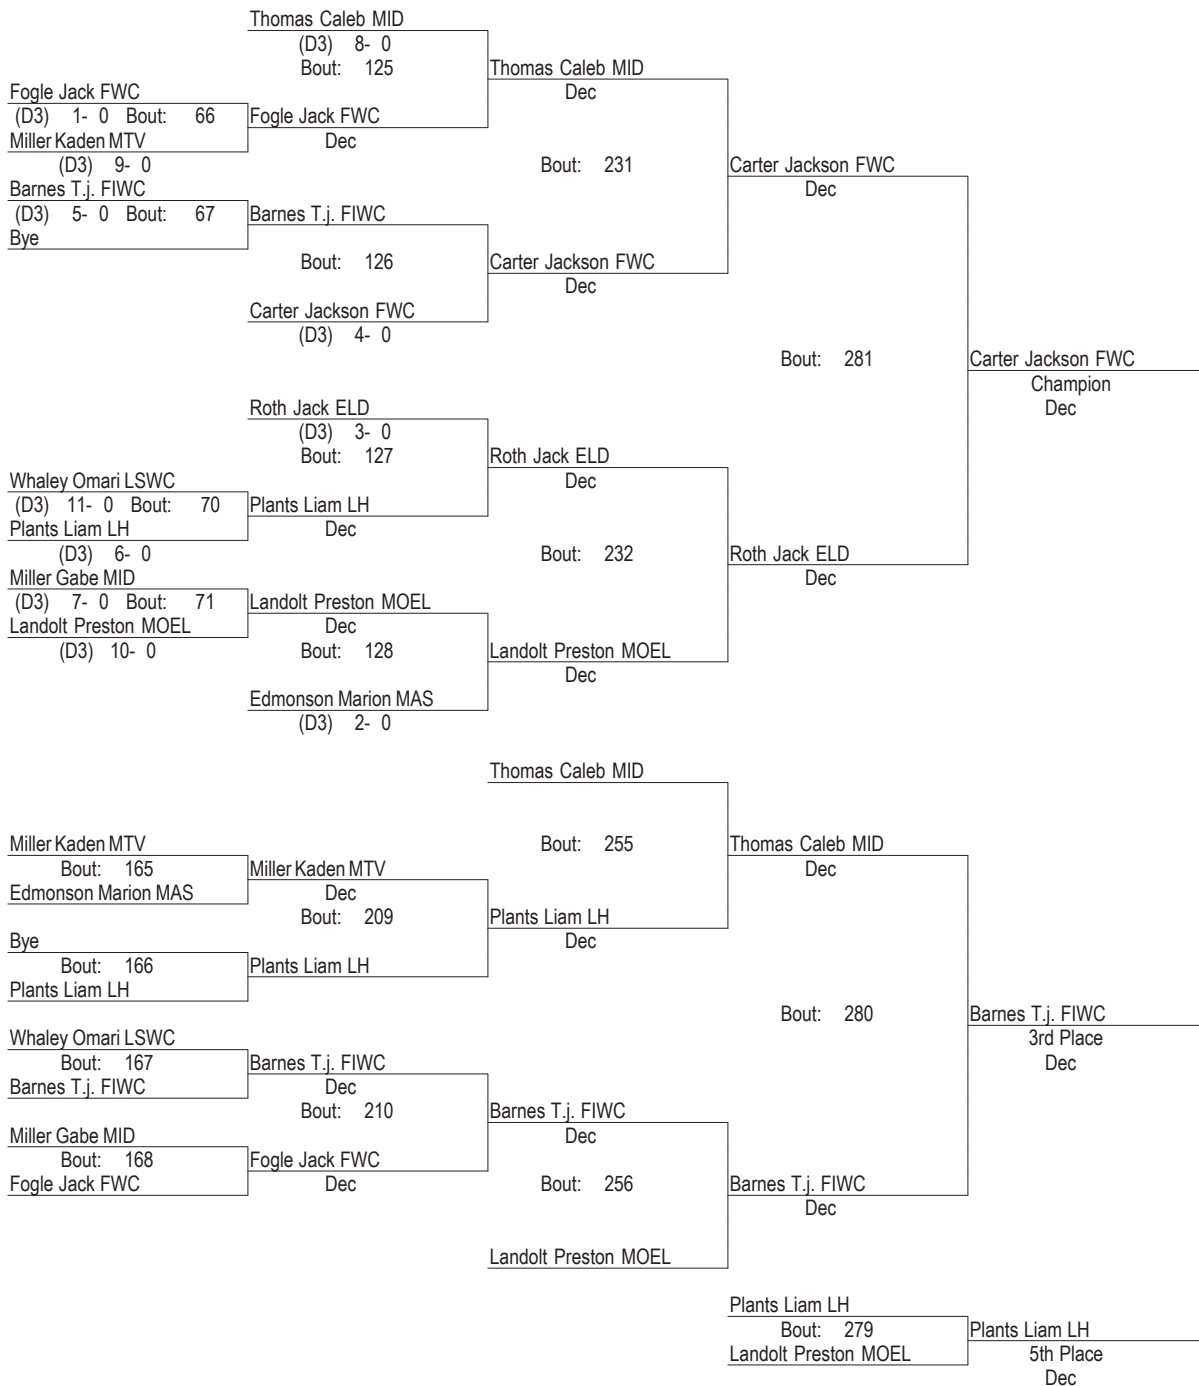 Thomas Caleb MID
(D3) 8- 0
Bout: 125
Thomas Caleb MID
Dec
Fogle Jack FWC
(D3) 1- 0 Bout: 66
Fogle Jack FWC
Miller Kaden MTV
Dec
(D3) 9- 0
Bout: 231
Carter Jackson FWC
Dec
Barnes T.j. FIWC
(D3) 5- 0 Bout: 67
Barnes T.j. FIWC
Bye
Bout: 126
Carter Jackson FWC
Dec
Carter Jackson FWC
(D3) 4- 0
Bout: 281
Carter Jackson FWC
Champion
Dec
Roth Jack ELD
(D3) 3- 0
Bout: 127
Roth Jack ELD
Dec
Whaley Omari LSWC
(D3) 11- 0 Bout: 70
Plants Liam LH
Plants Liam LH
Dec
(D3) 6- 0
Bout: 232
Roth Jack ELD
Dec
Miller Gabe MID
(D3) 7- 0 Bout: 71
Landolt Preston MOEL
Landolt Preston MOEL
Dec
(D3) 10- 0
Bout: 128
Landolt Preston MOEL
Dec
Edmonson Marion MAS
(D3) 2- 0
Thomas Caleb MID
Miller Kaden MTV
Bout: 255
Thomas Caleb MID
Dec
Bout: 165
Miller Kaden MTV
Edmonson Marion MAS
Dec
Bout: 209
Plants Liam LH
Dec
Bye
Bout: 166
Plants Liam LH
Plants Liam LH
Bout: 280
Barnes T.j. FIWC
3rd Place
Dec
Whaley Omari LSWC
Bout: 167
Barnes T.j. FIWC
Barnes T.j. FIWC
Dec
Bout: 210
Barnes T.j. FIWC
Dec
Miller Gabe MID
Bout: 168
Fogle Jack FWC
Fogle Jack FWC
Dec
Bout: 256
Barnes T.j. FIWC
Dec
Landolt Preston MOEL
Plants Liam LH
Bout: 279
Plants Liam LH
Landolt Preston MOEL
5th Place
Dec